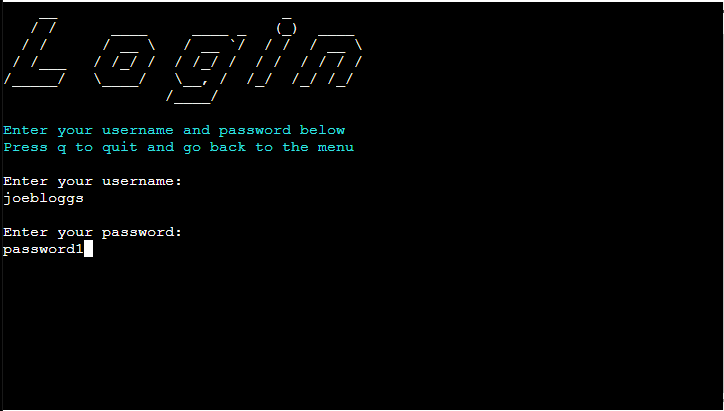 Login
Enter your username and password below
Press q to quit and go back to the menu
Enter your username:
joebloggs
Enter your password:
password1